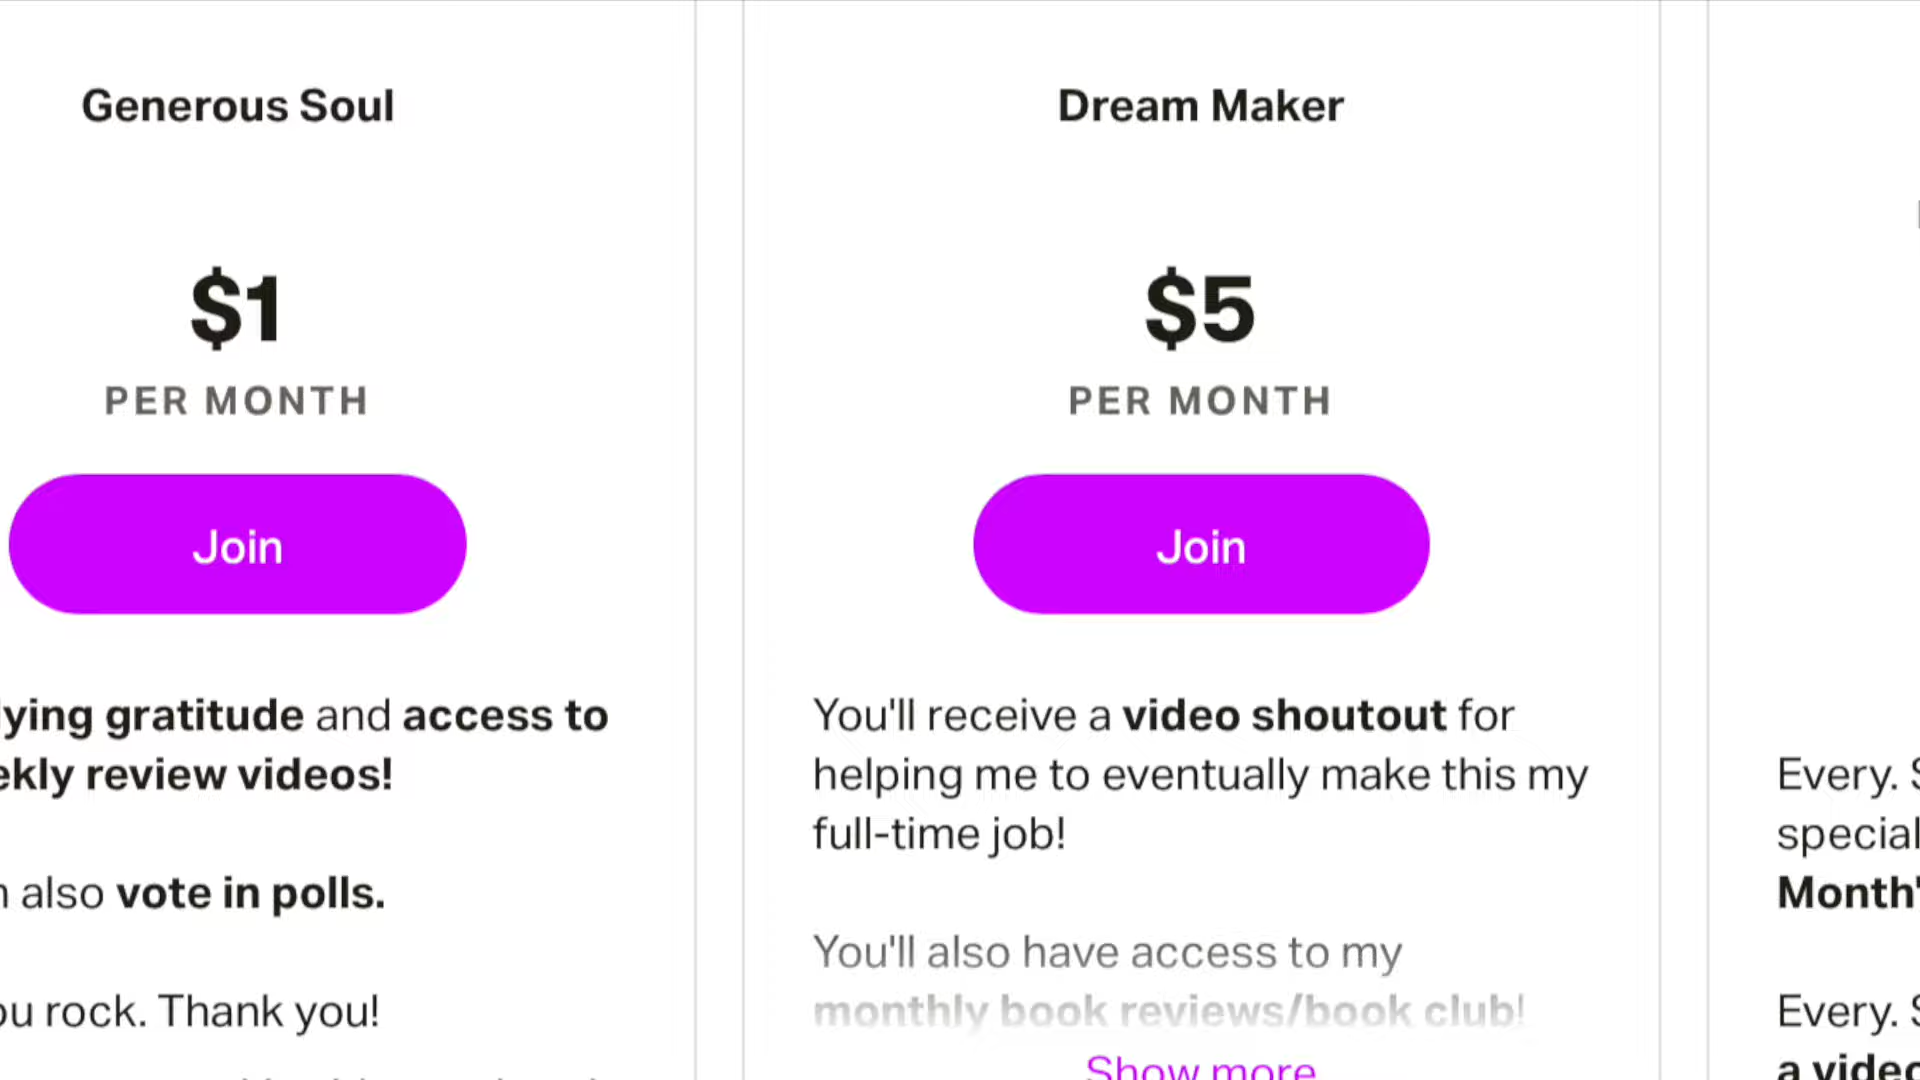 Generous Soul
$1
PER MONTH
Join
gratitude and access to
review videos!
also vote in polls.
rock. Thank you!
Dream Maker
$5
PER MONTH
Join
You'll receive a video shoutout for
helping me to eventually make this my
full-time job!
You'll also have access to my
monthly book reviews/book club!
Show more
Every.
special
Month'
Every.
a video